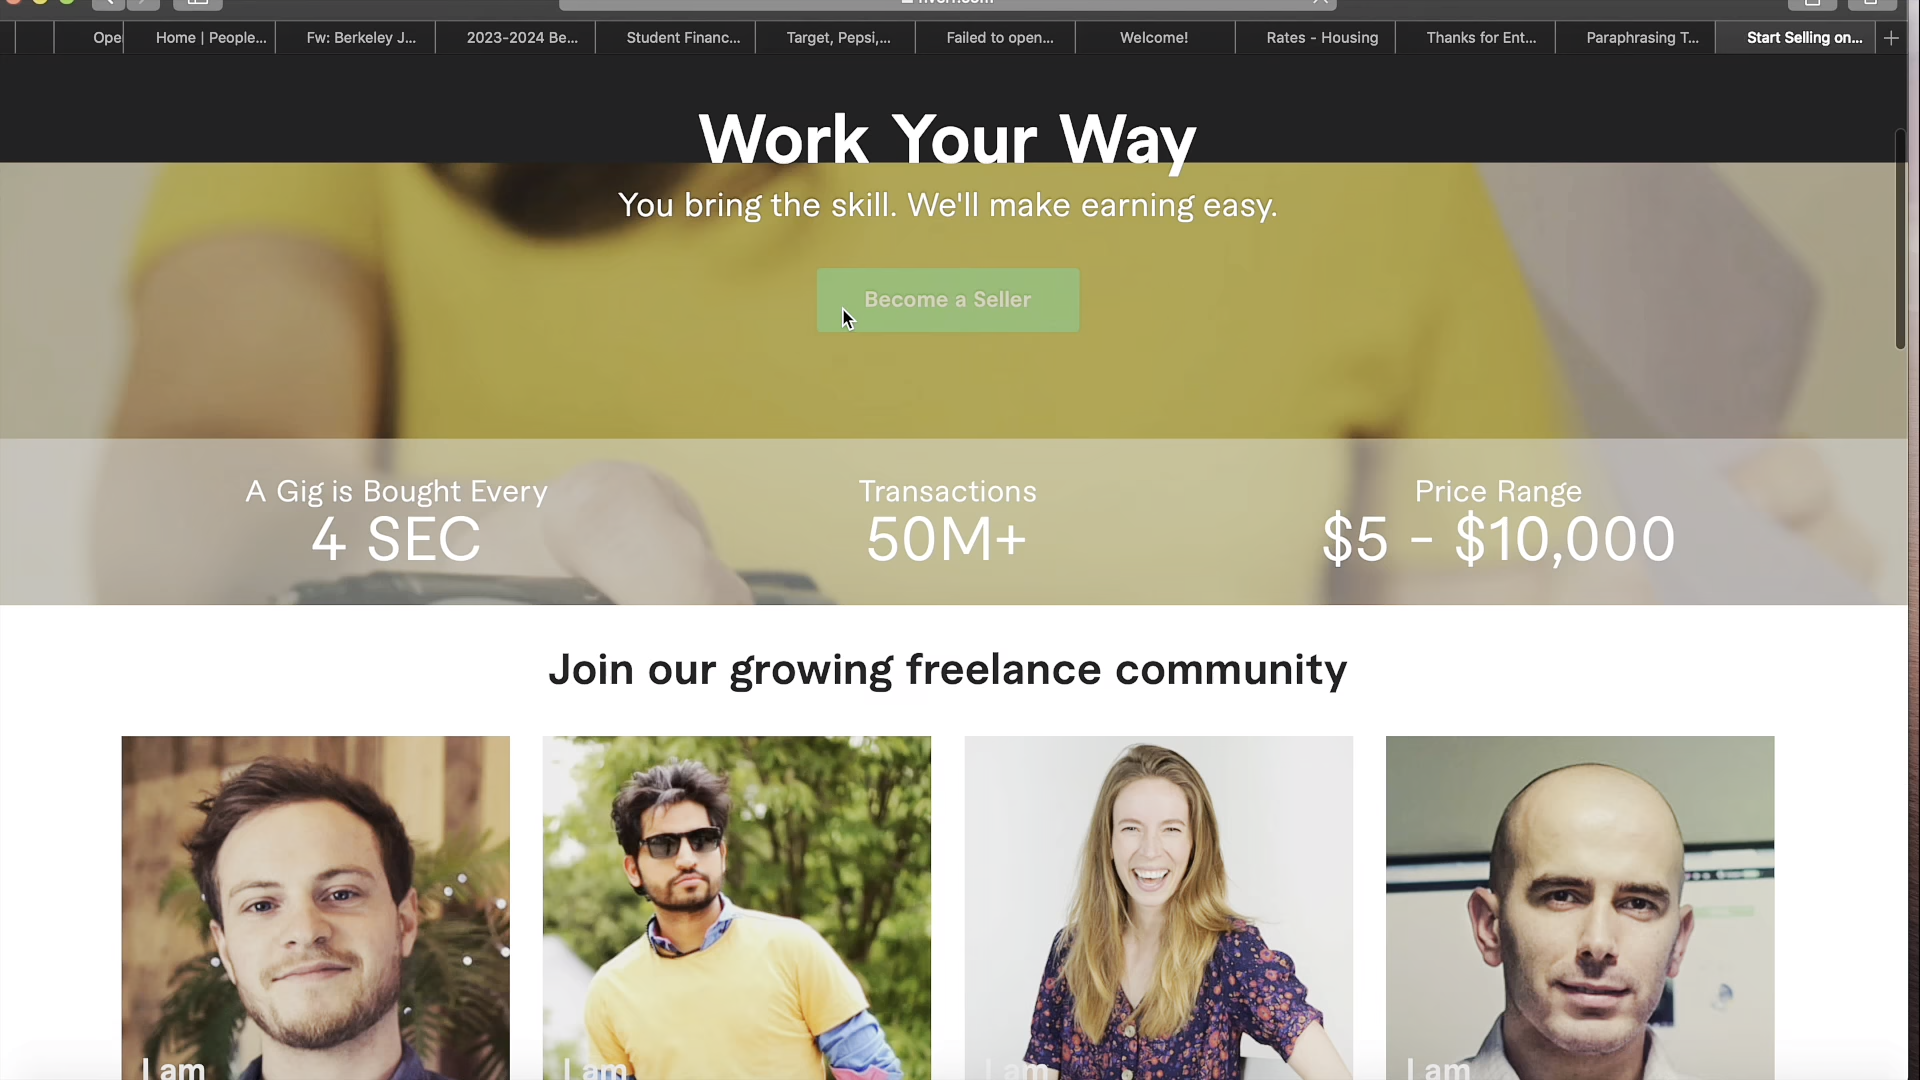 Ope
Home | People...
Fw: Berkeley J...
2023-2024 Be...
Student Financ...
Target, Pepsi,...
Failed to open...
Welcome!
Rates - Housing
Thanks for Ent...
Paraphrasing T...
Start Selling on...
Work Your Way
You bring the skill. We'll make earning easy.
Become a Seller
A Gig is Bought Every
4 SEC
Transactions
50M+
Price Range
$5 - $10,000
Join our growing freelance community
I am
I am
I am
I am